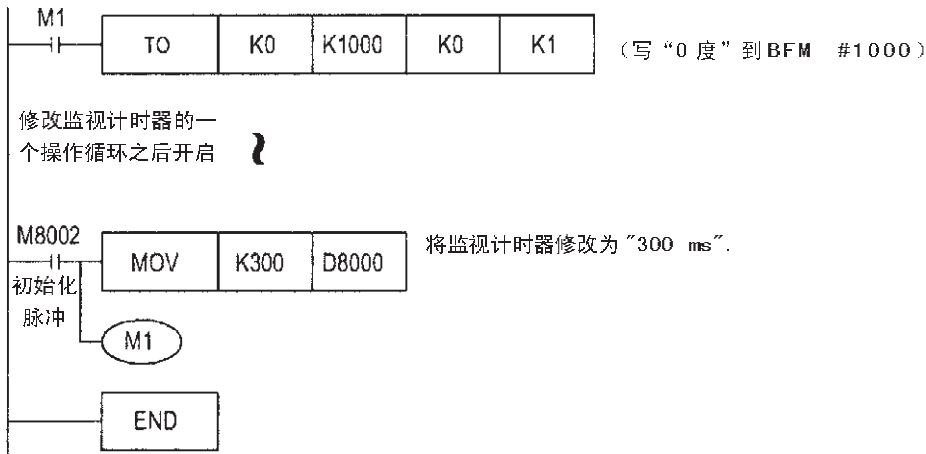 M1
TO K0 K1000 K0 K1 （写“0度”到BFM #1000）
修改监视计时器的一
个操作循环之后开启
M8002
MOV K300 D8000 将监视计时器修改为"300 ms".
初始化
脉冲
M1
END